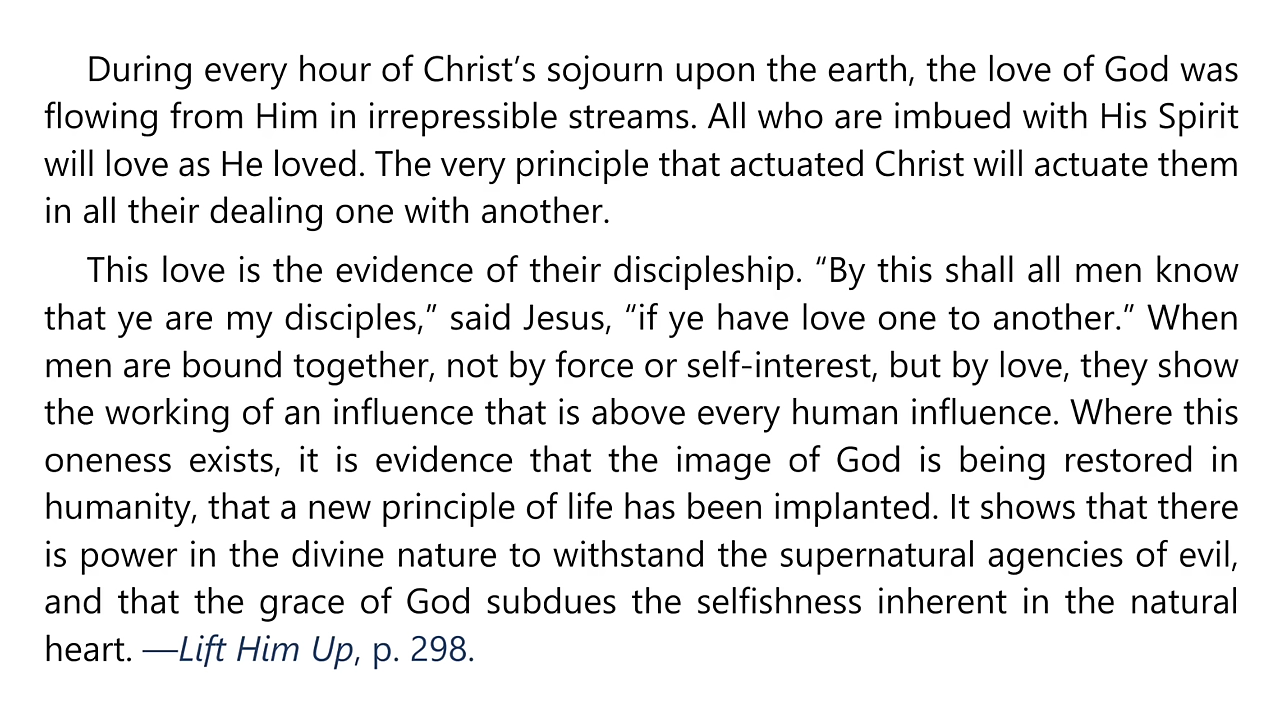 During every hour of Christ’s sojourn upon the earth, the love of God was
flowing from Him in irrepressible streams. All who are imbued with His Spirit
will love as He loved. The very principle that actuated Christ will actuate them
in all their dealing one with another.
This love is the evidence of their discipleship. “By this shall all men know
that ye are my disciples,” said Jesus, “if ye have love one to another.” When
men are bound together, not by force or self-interest, but by love, they show
the working of an influence that is above every human influence. Where this
oneness exists, it is evidence that the image of God is being restored in
humanity, that a new principle of life has been implanted. It shows that there
is power in the divine nature to withstand the supernatural agencies of evil,
and that the grace of God subdues the selfishness inherent in the natural
heart. —Lift Him Up, p. 298.